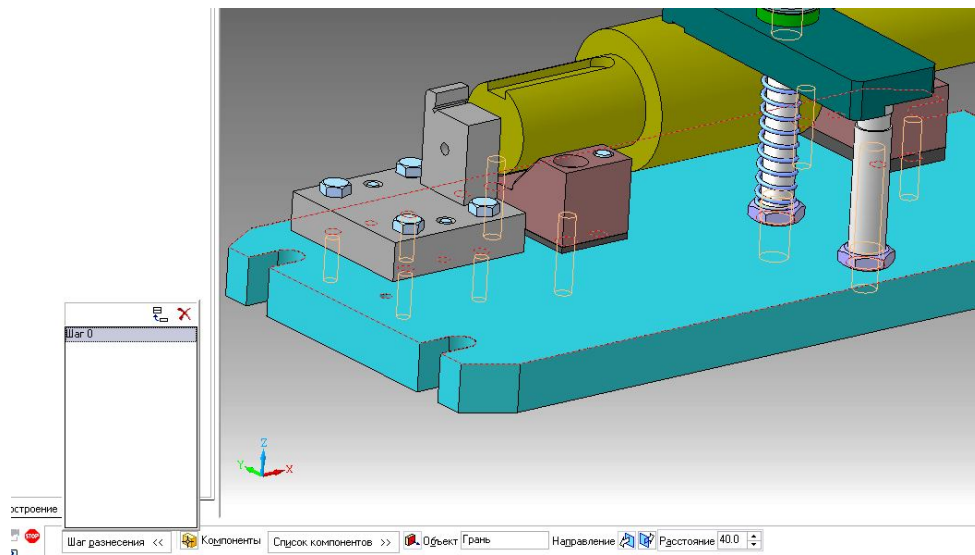 Шаг 0
Z
Y
X
остроение
STOP
Шаг разнесения <<
Компоненты
Список компонентов >>
Объект
Грань
Направление
Расстояние
40.0